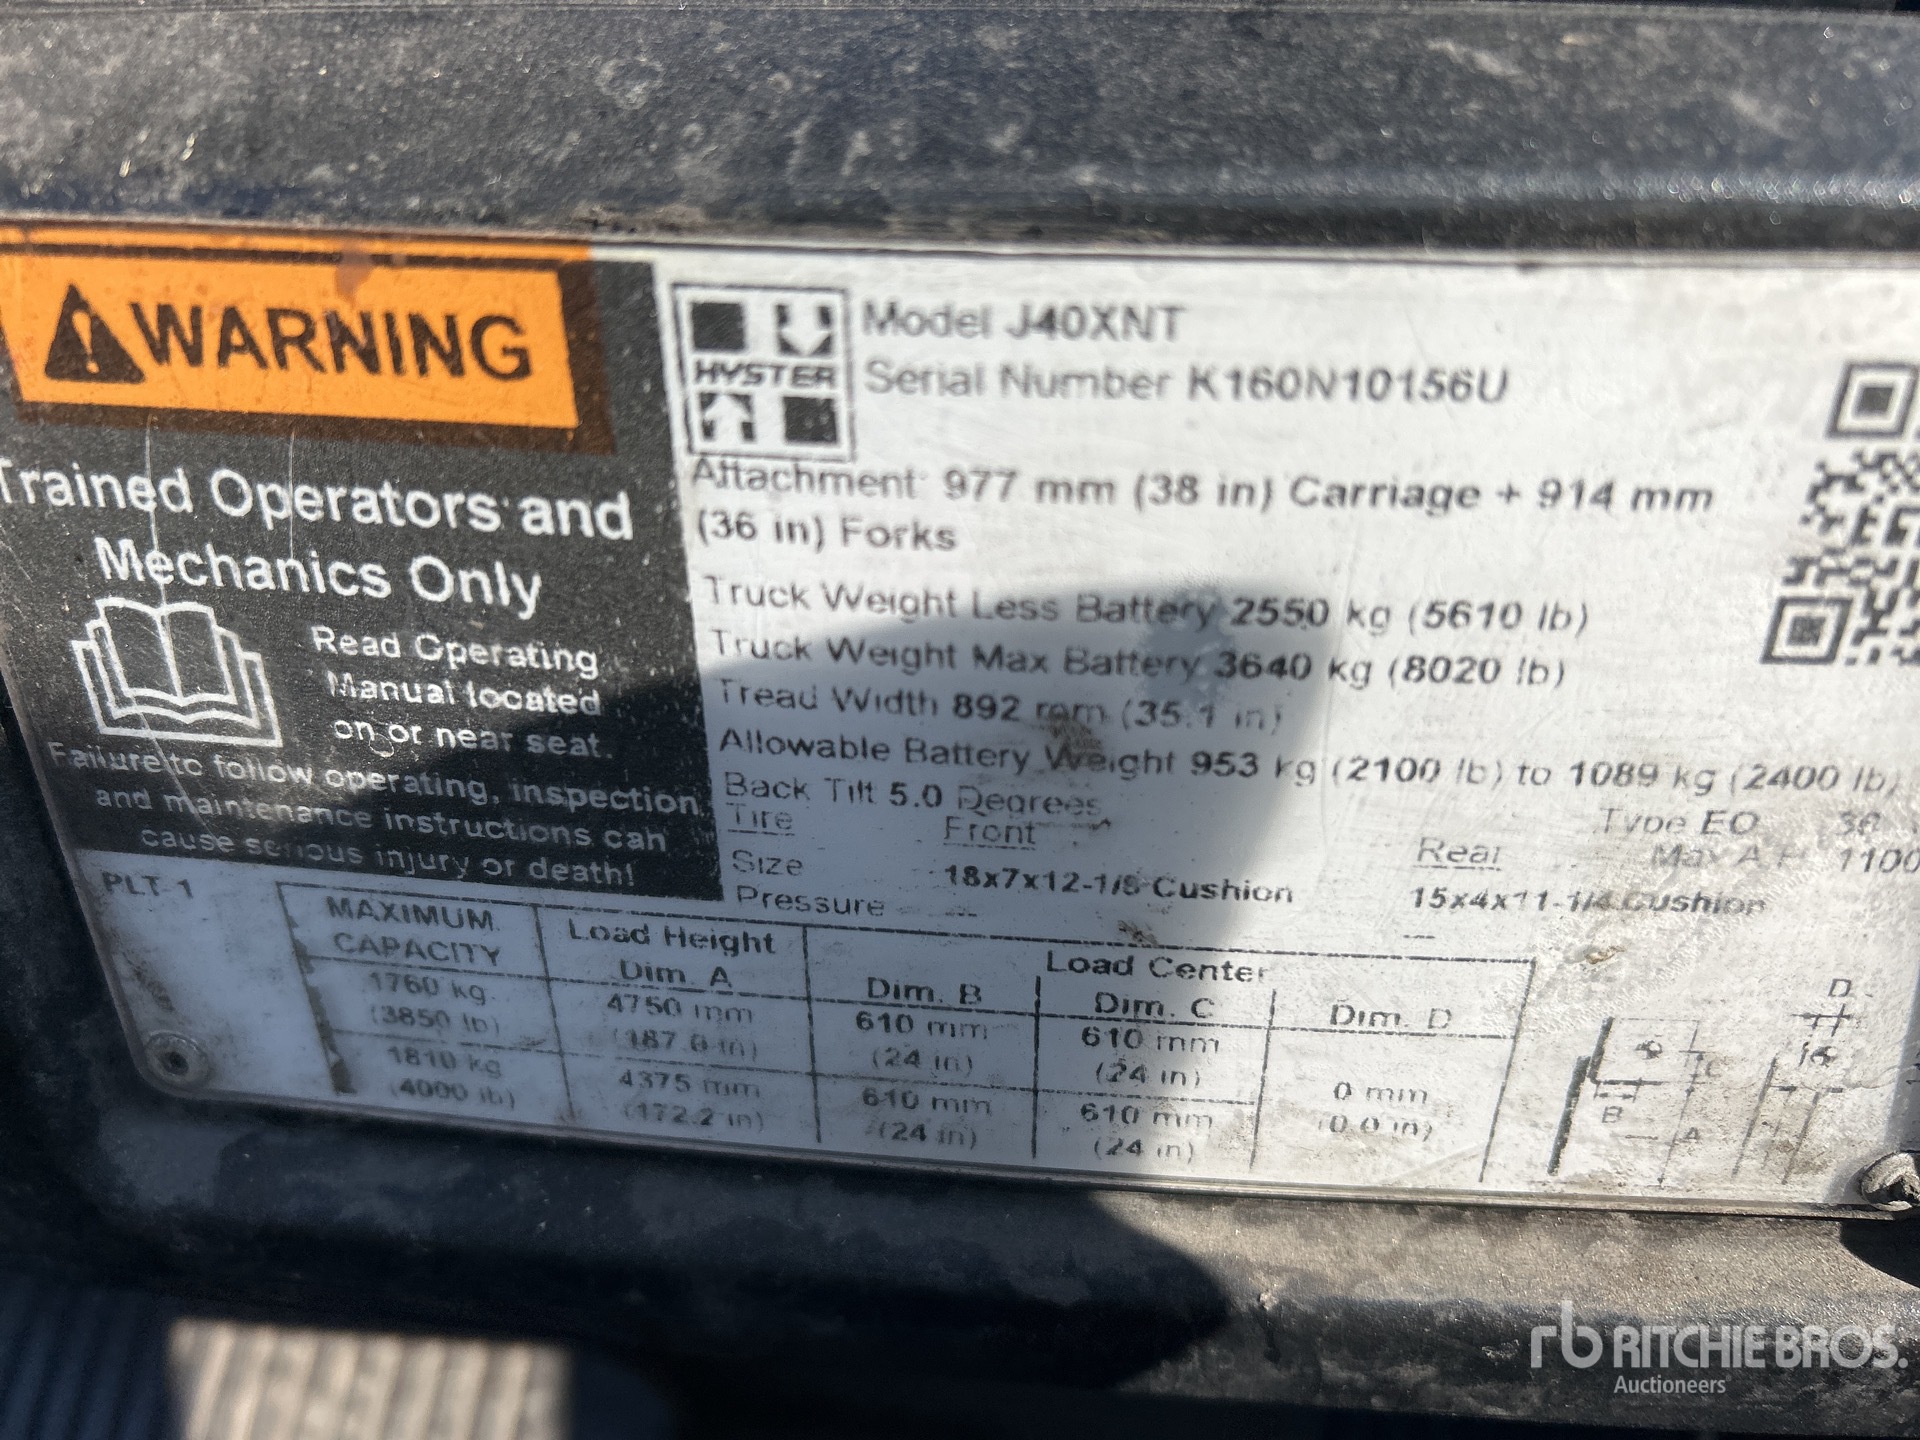 WARNING
Trained Operators and
Mechanics Only
Read Operating
Manual located
on or near seat.
Failure to follow operating, inspection
and maintenance instructions can
cause serious injury or death!
HYSTER
Model J40XNT
Serial Number K160N10156U
Attachment 977 mm (38 in) Carriage + 914 mm
(36 in) Forks
Truck Weight Less Battery 2550 kg (5610 lb)
Truck Weight Max Battery 3640 kg (8020 lb)
Tread Width 892 mm (35.1 in)
Allowable Battery Weight 953 kg (2100 lb) to 1089 kg (2400 lb)
Back Tilt 5.0 Degrees
Type EO 36
Max A.H. 1100
Tire Front Rear
Size 18x7x12-1/8 Cushion 15x4x11-1/4 Cushion
Pressure -- --
PLT 1
MAXIMUM CAPACITY
Load Height
Dim. A
Load Center
Dim. B Dim. C Dim. D
1760 kg 4750 mm 610 mm 610 mm
(3850 lb) (187.0 in) (24 in) (24 in)
1810 kg 4375 mm 610 mm 610 mm 0 mm
(4000 lb) (172.2 in) (24 in) (24 in) (0.0 in)
D
C
B
A
rb RITCHIE BROS.
Auctioneers